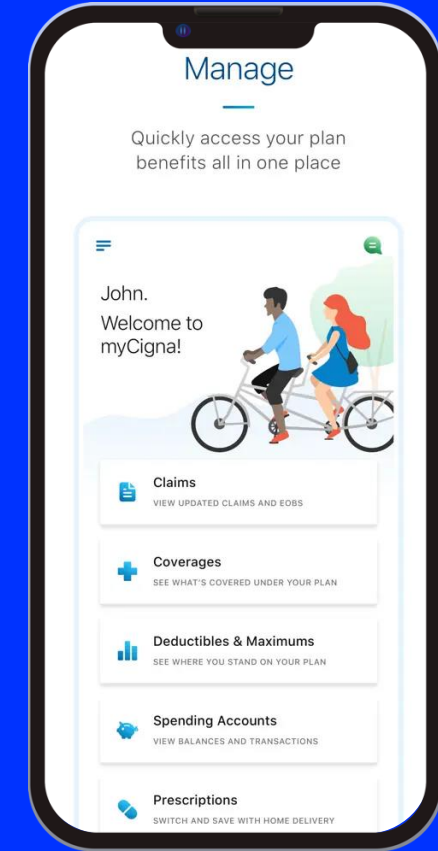 Manage
Quickly access your plan
benefits all in one place
John.
Welcome to
myCigna!
Claims
VIEW UPDATED CLAIMS AND EOBS
Coverages
SEE WHAT'S COVERED UNDER YOUR PLAN
Deductibles & Maximums
SEE WHERE YOU STAND ON YOUR PLAN
Spending Accounts
VIEW BALANCES AND TRANSACTIONS
Prescriptions
SWITCH AND SAVE WITH HOME DELIVERY